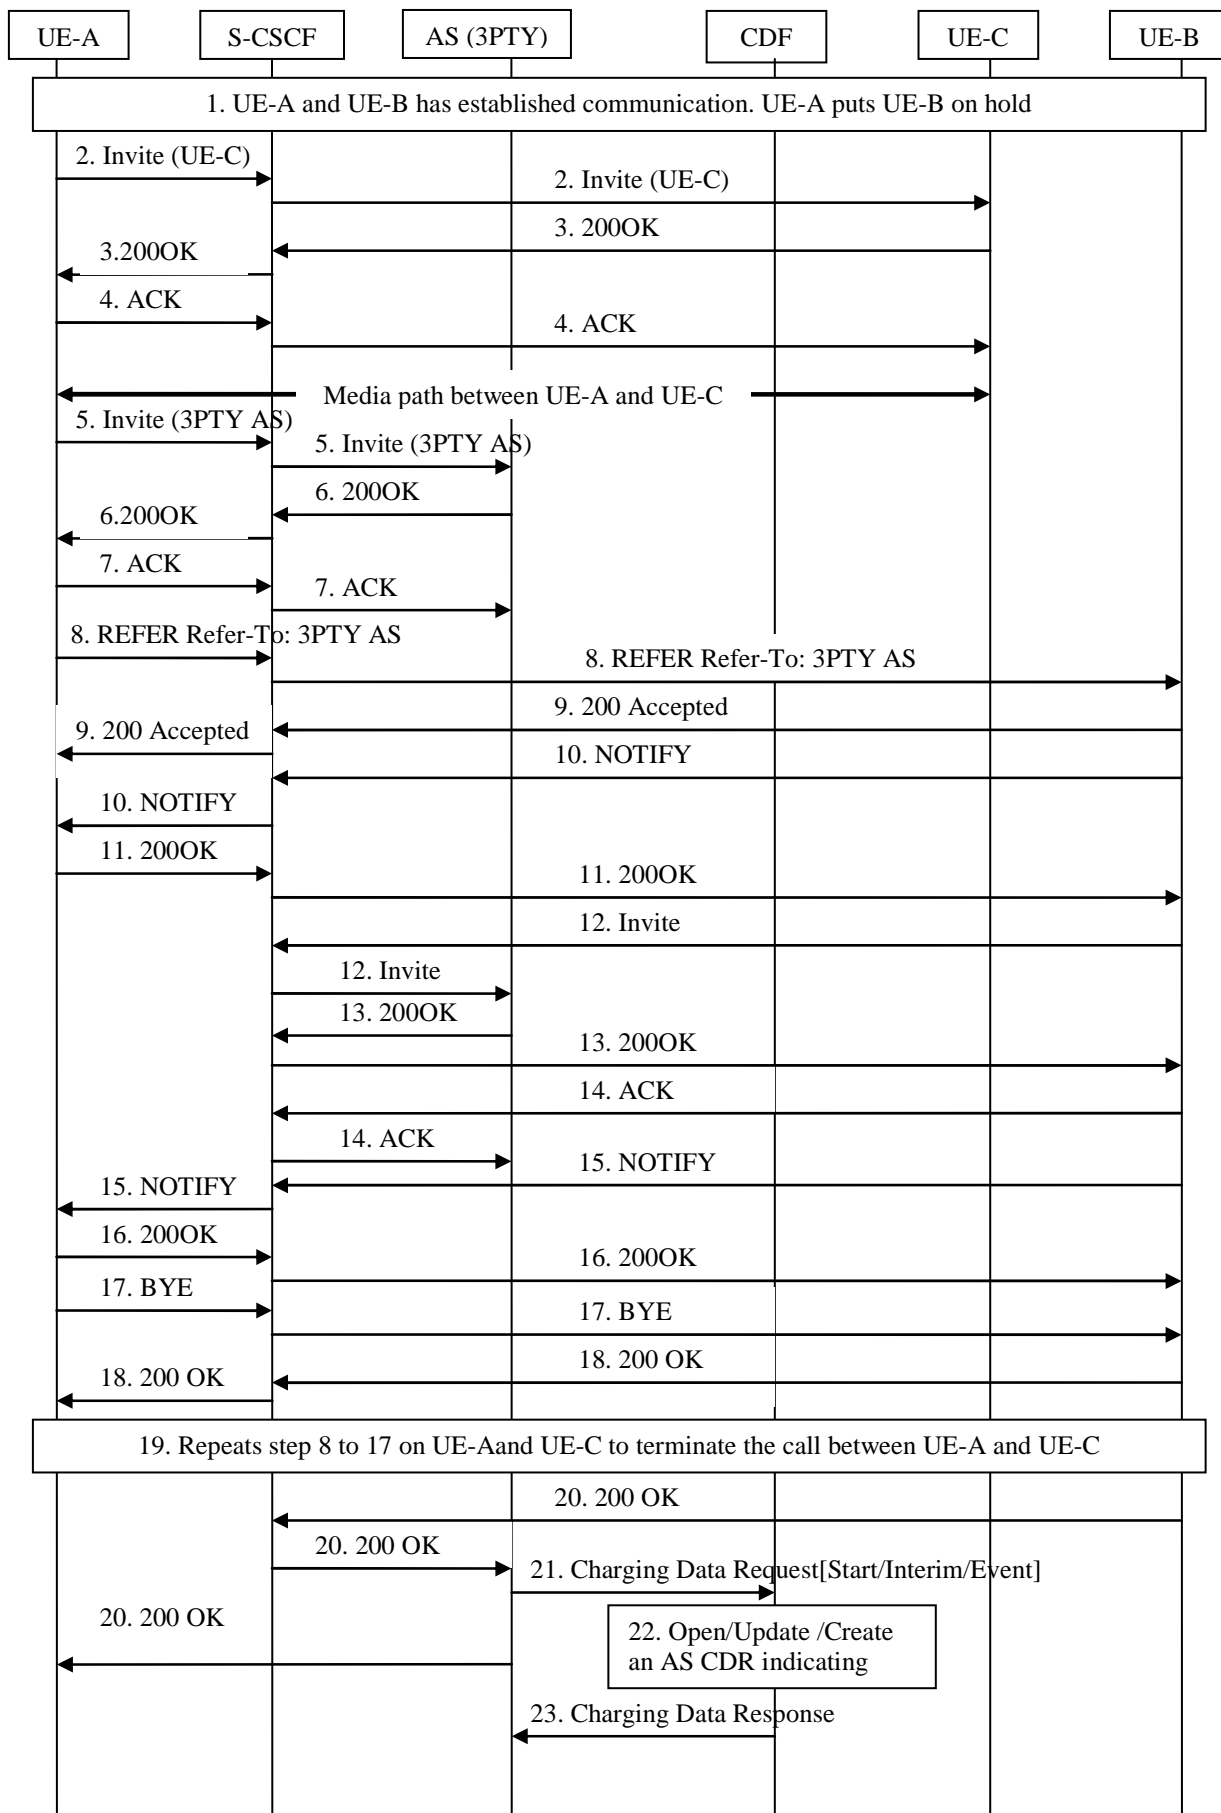 UE-A
S-CSCF
AS (3PTY)
CDF
UE-C
UE-B
1. UE-A and UE-B has established communication. UE-A puts UE-B on hold
2. Invite (UE-C)
2. Invite (UE-C)
3. 200OK
3.200OK
4. ACK
4. ACK
Media path between UE-A and UE-C
5. Invite (3PTY AS)
5. Invite (3PTY AS)
6. 200OK
6.200OK
7. ACK
7. ACK
8. REFER Refer-To: 3PTY AS
8. REFER Refer-To: 3PTY AS
9. 200 Accepted
9. 200 Accepted
10. NOTIFY
10. NOTIFY
11. 200OK
11. 200OK
12. Invite
12. Invite
13. 200OK
13. 200OK
14. ACK
14. ACK
15. NOTIFY
15. NOTIFY
16. 200OK
16. 200OK
17. BYE
17. BYE
18. 200 OK
18. 200 OK
19. Repeats step 8 to 17 on UE-Aand UE-C to terminate the call between UE-A and UE-C
20. 200 OK
20. 200 OK
21. Charging Data Request[Start/Interim/Event]
20. 200 OK
22. Open/Update /Create
an AS CDR indicating
23. Charging Data Response